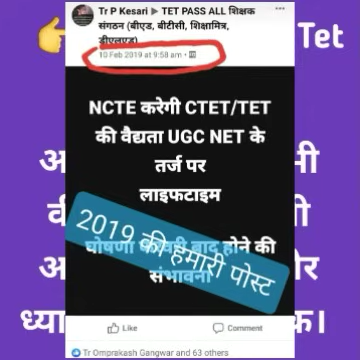 Tet
Tr P Kesari ▶ TET PASS ALL शिक्षक
संगठन (बीएड, बीटीसी, शिक्षामित्र,
डीएलएड)
10 Feb 2019 at 9:58 am
NCTE करेगी CTET/TET
की वैद्यता UGC NET के
तर्ज पर
लाइफटाइम
घोषणा बाद होने की
संभावना
2019 की हमारी पोस्ट
Like Comment
Tr Omprakash Gangwar and 63 others